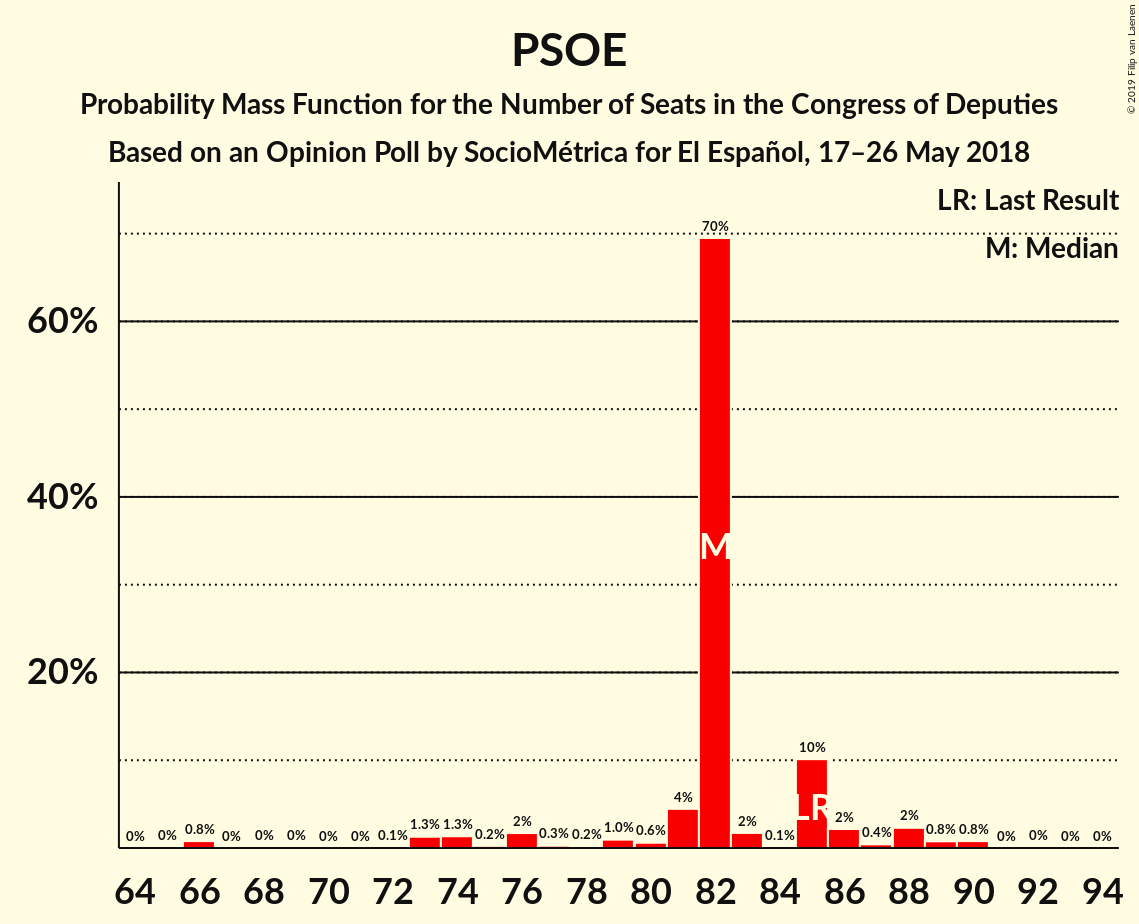 © 2019 Filip van Laenen
PSOE
Probability Mass Function for the Number of Seats in the Congress of Deputies
Based on an Opinion Poll by SocioMétrica for El Español, 17–26 May 2018
LR: Last Result
M: Median
60%
40%
20%
0% 0% 0.8% 0% 0% 0% 0% 0% 0.1% 1.3% 1.3% 0.2% 2% 0.3% 0.2% 1.0% 0.6% 4% 70% 2% 0.1% 10% 2% 0.4% 2% 0.8% 0.8% 0% 0% 0% 0%
M
LR
64 66 68 70 72 74 76 78 80 82 84 86 88 90 92 94